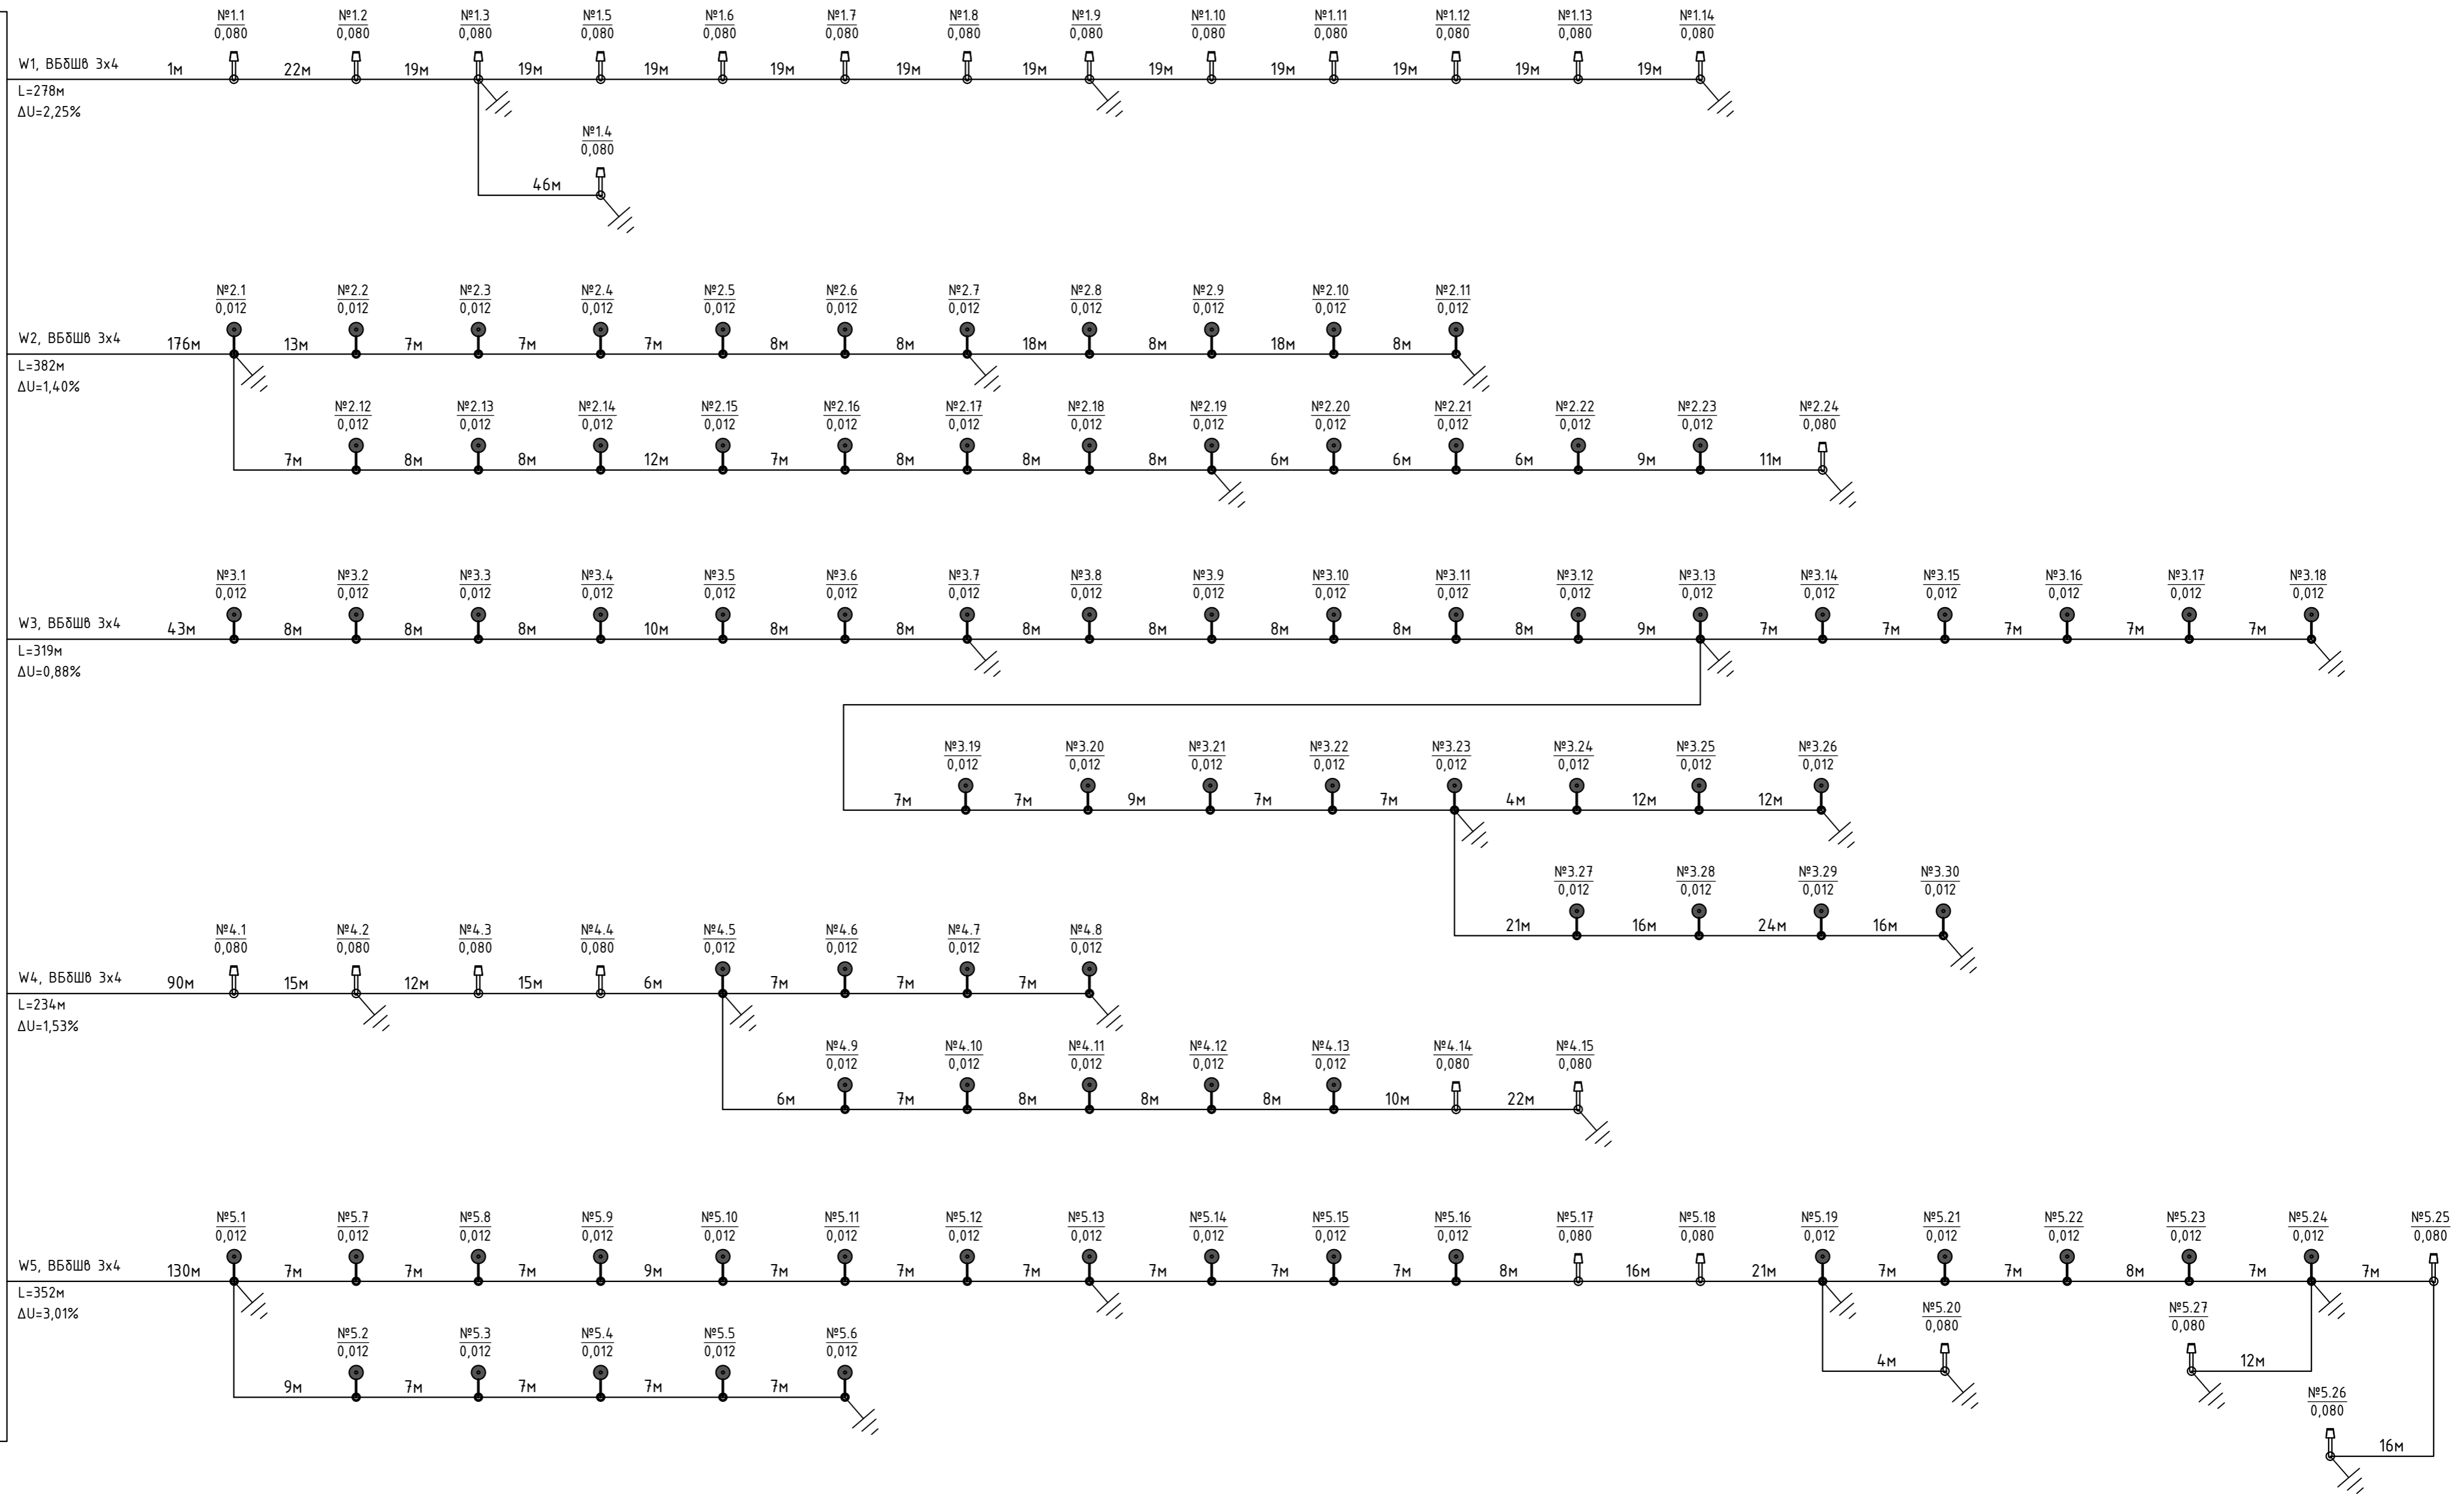 №1.1 №1.2 №1.3 №1.5 №1.6 №1.7 №1.8 №1.9 №1.10 №1.11 №1.12 №1.13 №1.14
0,080 0,080 0,080 0,080 0,080 0,080 0,080 0,080 0,080 0,080 0,080 0,080 0,080
W1, ВБбШв 3х4 1м 22м 19м 19м 19м 19м 19м 19м 19м 19м 19м 19м 19м
L=278м
ΔU=2,25%
№1.4
0,080
46м
№2.1 №2.2 №2.3 №2.4 №2.5 №2.6 №2.7 №2.8 №2.9 №2.10 №2.11
0,012 0,012 0,012 0,012 0,012 0,012 0,012 0,012 0,012 0,012 0,012
W2, ВБбШв 3х4 176м 13м 7м 7м 7м 8м 8м 18м 8м 18м 8м
L=382м
ΔU=1,40%
№2.12 №2.13 №2.14 №2.15 №2.16 №2.17 №2.18 №2.19 №2.20 №2.21 №2.22 №2.23 №2.24
0,012 0,012 0,012 0,012 0,012 0,012 0,012 0,012 0,012 0,012 0,012 0,012 0,080
7м 8м 8м 12м 7м 8м 8м 8м 6м 6м 6м 9м 11м
№3.1 №3.2 №3.3 №3.4 №3.5 №3.6 №3.7 №3.8 №3.9 №3.10 №3.11 №3.12 №3.13 №3.14 №3.15 №3.16 №3.17 №3.18
0,012 0,012 0,012 0,012 0,012 0,012 0,012 0,012 0,012 0,012 0,012 0,012 0,012 0,012 0,012 0,012 0,012 0,012
W3, ВБбШв 3х4 43м 8м 8м 8м 10м 8м 8м 8м 8м 8м 8м 8м 9м 7м 7м 7м 7м 7м
L=319м
ΔU=0,88%
№3.19 №3.20 №3.21 №3.22 №3.23 №3.24 №3.25 №3.26
0,012 0,012 0,012 0,012 0,012 0,012 0,012 0,012
7м 7м 9м 7м 7м 4м 12м 12м
№3.27 №3.28 №3.29 №3.30
0,012 0,012 0,012 0,012
21м 16м 24м 16м
№4.1 №4.2 №4.3 №4.4 №4.5 №4.6 №4.7 №4.8
0,080 0,080 0,080 0,080 0,012 0,012 0,012 0,012
W4, ВБбШв 3х4 90м 15м 12м 15м 6м 7м 7м 7м
L=234м
ΔU=1,53%
№4.9 №4.10 №4.11 №4.12 №4.13 №4.14 №4.15
0,012 0,012 0,012 0,012 0,012 0,080 0,080
6м 7м 8м 8м 8м 10м 22м
№5.1 №5.7 №5.8 №5.9 №5.10 №5.11 №5.12 №5.13 №5.14 №5.15 №5.16 №5.17 №5.18 №5.19 №5.21 №5.22 №5.23 №5.24 №5.25
0,012 0,012 0,012 0,012 0,012 0,012 0,012 0,012 0,012 0,012 0,012 0,080 0,080 0,012 0,012 0,012 0,012 0,012 0,080
W5, ВБбШв 3х4 130м 7м 7м 7м 9м 7м 7м 7м 7м 7м 7м 8м 16м 21м 7м 7м 8м 7м 7м
L=352м
ΔU=3,01%
№5.20 №5.27
0,080 0,080
4м 12м
№5.2 №5.3 №5.4 №5.5 №5.6
0,012 0,012 0,012 0,012 0,012
9м 7м 7м 7м 7м
№5.26
0,080
16м